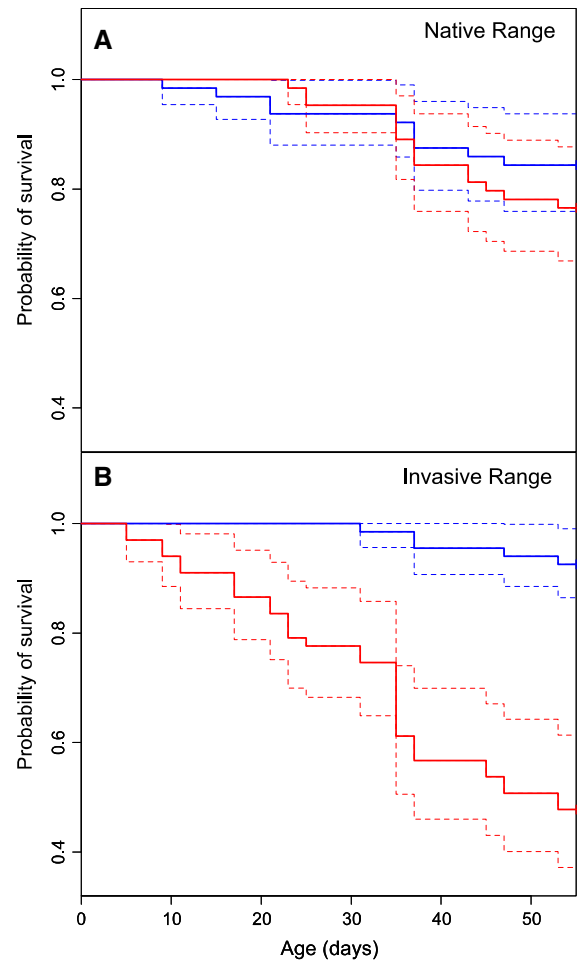 A
Native Range
1.0
0.8
0.6
0.4
Probability of survival
B
Invasive Range
1.0
0.8
0.6
0.4
Probability of survival
0 10 20 30 40 50
Age (days)